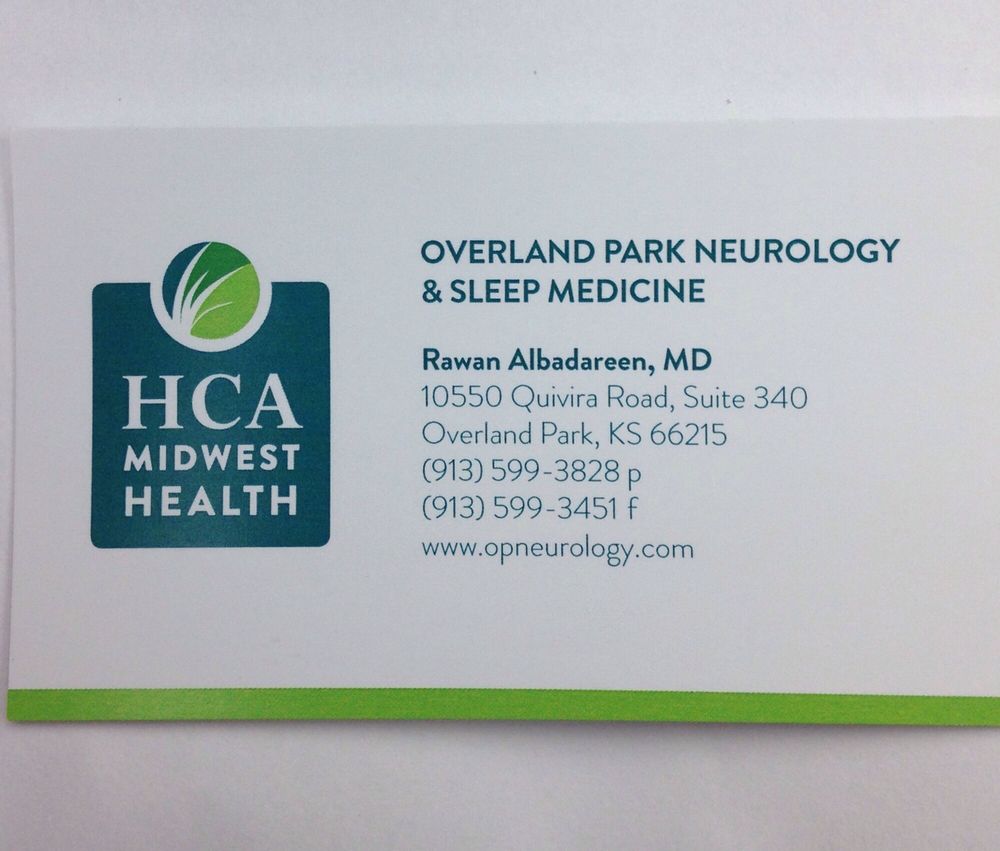 HCA
MIDWEST
HEALTH
OVERLAND PARK NEUROLOGY
& SLEEP MEDICINE
Rawan Albadareen, MD
10550 Quivira Road, Suite 340
Overland Park, KS 66215
(913) 599-3828 p
(913) 599-3451 f
www.opneurology.com